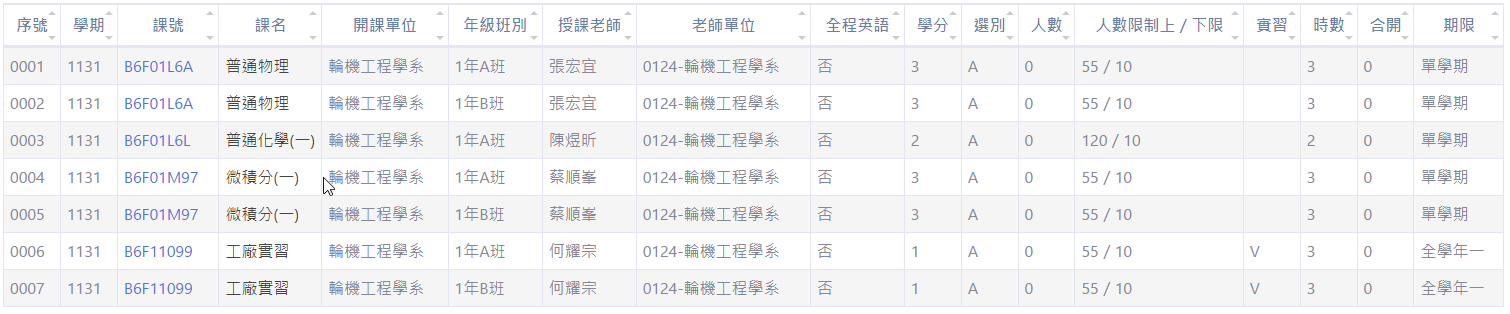 序號 學期 課號 課名 開課單位 年級班別 授課老師 老師單位 全程英語 學分 選別 人數 人數限制上 / 下限 實習 時數 合開 期限
0001 1131 B6F01L6A 普通物理 輪機工程學系 1年A班 張宏宜 0124-輪機工程學系 否 3 A 0 55 / 10 3 0 單學期
0002 1131 B6F01L6A 普通物理 輪機工程學系 1年B班 張宏宜 0124-輪機工程學系 否 3 A 0 55 / 10 3 0 單學期
0003 1131 B6F01L6L 普通化學(一) 輪機工程學系 1年A班 陳煜昕 0124-輪機工程學系 否 2 A 0 120 / 10 2 0 單學期
0004 1131 B6F01M97 微積分(一) 輪機工程學系 1年A班 蔡順峯 0124-輪機工程學系 否 3 A 0 55 / 10 3 0 單學期
0005 1131 B6F01M97 微積分(一) 輪機工程學系 1年B班 蔡順峯 0124-輪機工程學系 否 3 A 0 55 / 10 3 0 單學期
0006 1131 B6F11099 工廠實習 輪機工程學系 1年A班 何耀宗 0124-輪機工程學系 否 1 A 0 55 / 10 V 3 0 全學年一
0007 1131 B6F11099 工廠實習 輪機工程學系 1年B班 何耀宗 0124-輪機工程學系 否 1 A 0 55 / 10 V 3 0 全學年一